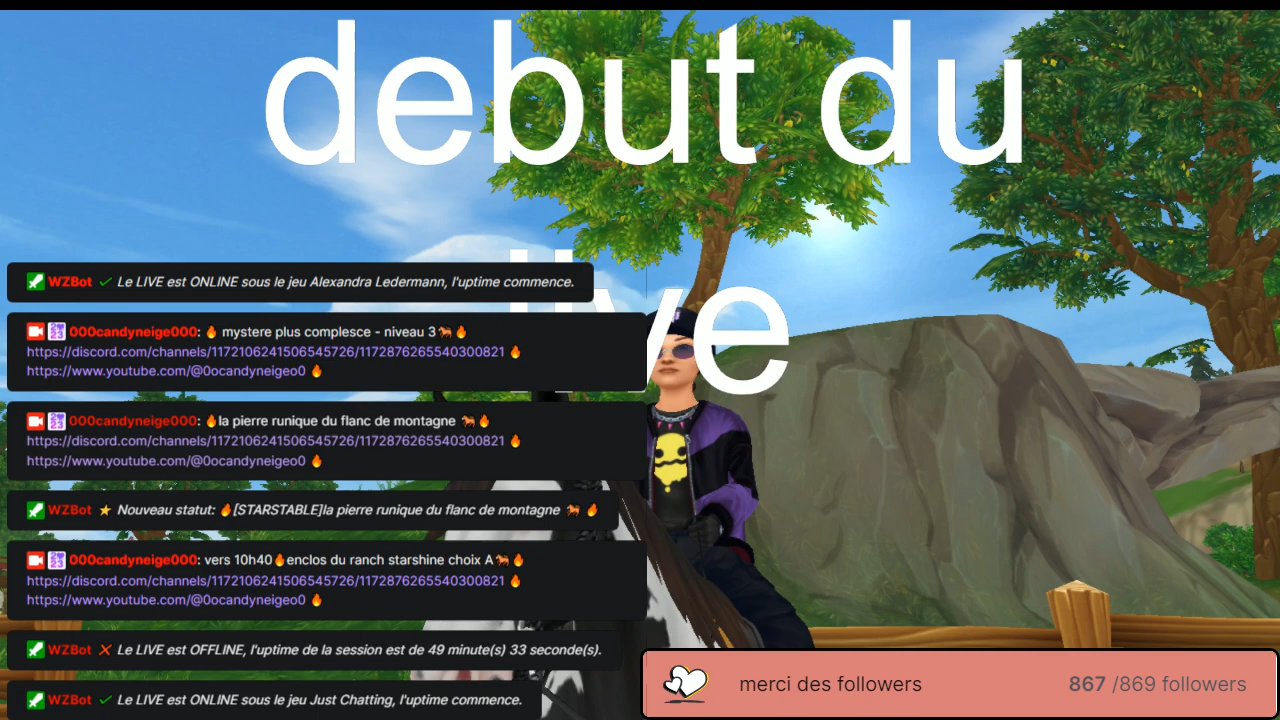 debut du
live
WZBot Le LIVE est ONLINE sous le jeu Alexandra Ledermann, l'uptime commence.
000candyneige000: 🔥 mystere plus complesce - niveau 3🐎🔥
https://discord.com/channels/1172106241506545726/1172876265540300821 🔥
https://www.youtube.com/@0ocandyneigeo0 🔥
000candyneige000: 🔥la pierre runique du flanc de montagne 🐎🔥
https://discord.com/channels/1172106241506545726/1172876265540300821 🔥
https://www.youtube.com/@0ocandyneigeo0 🔥
WZBot ⭐ Nouveau statut: 🔥[STARSTABLE]la pierre runique du flanc de montagne 🐎 🔥
000candyneige000: vers 10h40🔥enclos du ranch starshine choix A🐎🔥
https://discord.com/channels/1172106241506545726/1172876265540300821 🔥
https://www.youtube.com/@0ocandyneigeo0 🔥
WZBot ❌ Le LIVE est OFFLINE, l'uptime de la session est de 49 minute(s) 33 seconde(s).
WZBot ✓ Le LIVE est ONLINE sous le jeu Just Chatting, l'uptime commence.
merci des followers
867 /869 followers